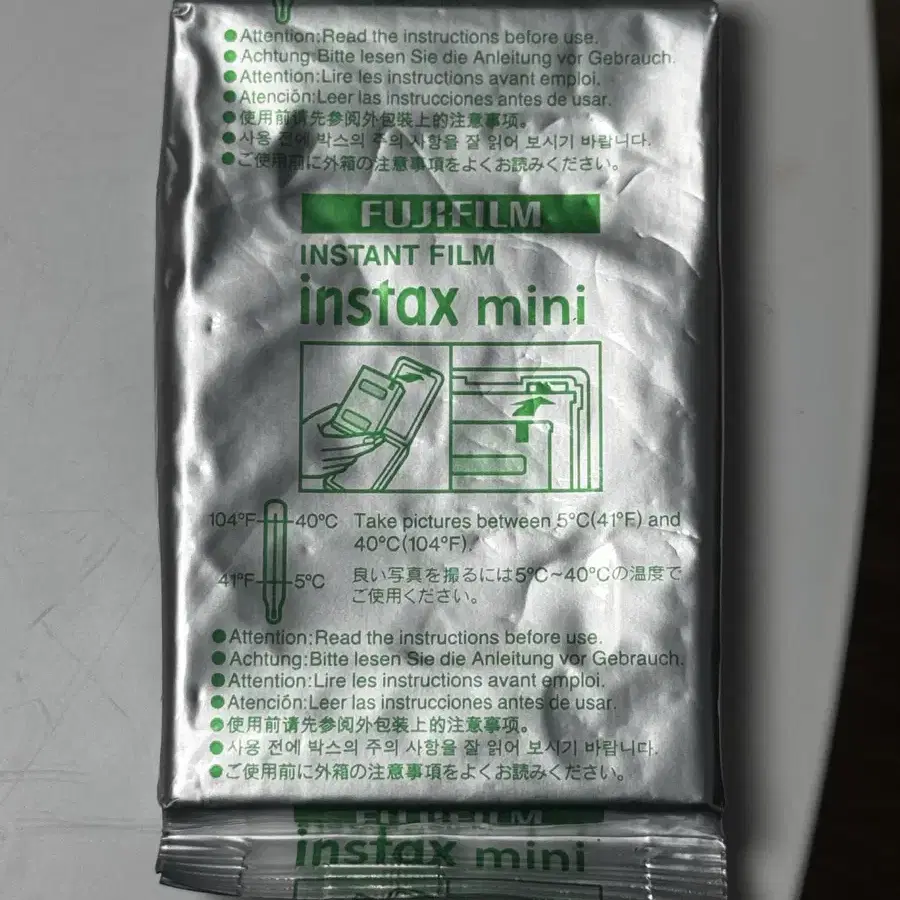 Attention:Read the instructions before use.
Achtung:Bitte lesen Sie die Anleitung vor Gebrauch.
Attention:Lire les instructions avant emploi.
Atención:Leer las instrucciones antes de usar.
使用前请先参阅外包装上的注意事项。
사용 전에 박스의 주의 사항을 잘 읽어 보시기 바랍니다.
ご使用前に外箱の注意事項をよくお読みください。
FUJIFILM
INSTANT FILM
instax mini
104°F 40°C Take pictures between 5°C(41°F) and
40°C(104°F).
41°F 5°C 良い写真を撮るには5°C~40°Cの温度で
ご使用ください。
Attention:Read the instructions before use.
Achtung:Bitte lesen Sie die Anleitung vor Gebrauch.
Attention:Lire les instructions avant emploi.
Atención:Leer las instrucciones antes de usar.
使用前请先参阅外包装上的注意事项。
사용 전에 박스의 주의 사항을 잘 읽어 보시기 바랍니다.
ご使用前に外箱の注意事項をよくお読みください。
FUJIFILM
instax mini